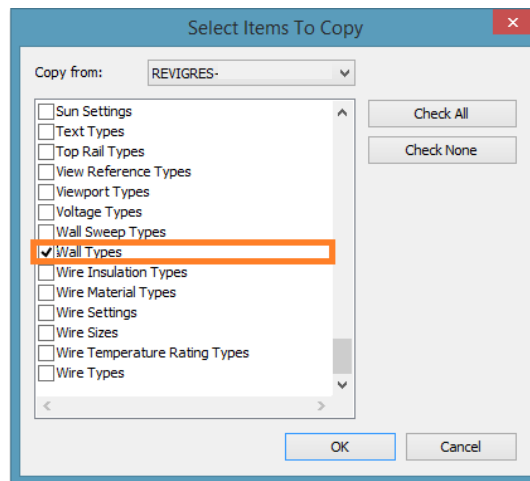 Select Items To Copy
Copy from: REVIGRES-
Sun Settings
Text Types
Top Rail Types
View Reference Types
Viewport Types
Voltage Types
Wall Sweep Types
Wall Types
Wire Insulation Types
Wire Material Types
Wire Settings
Wire Sizes
Wire Temperature Rating Types
Wire Types
Check All
Check None
OK
Cancel